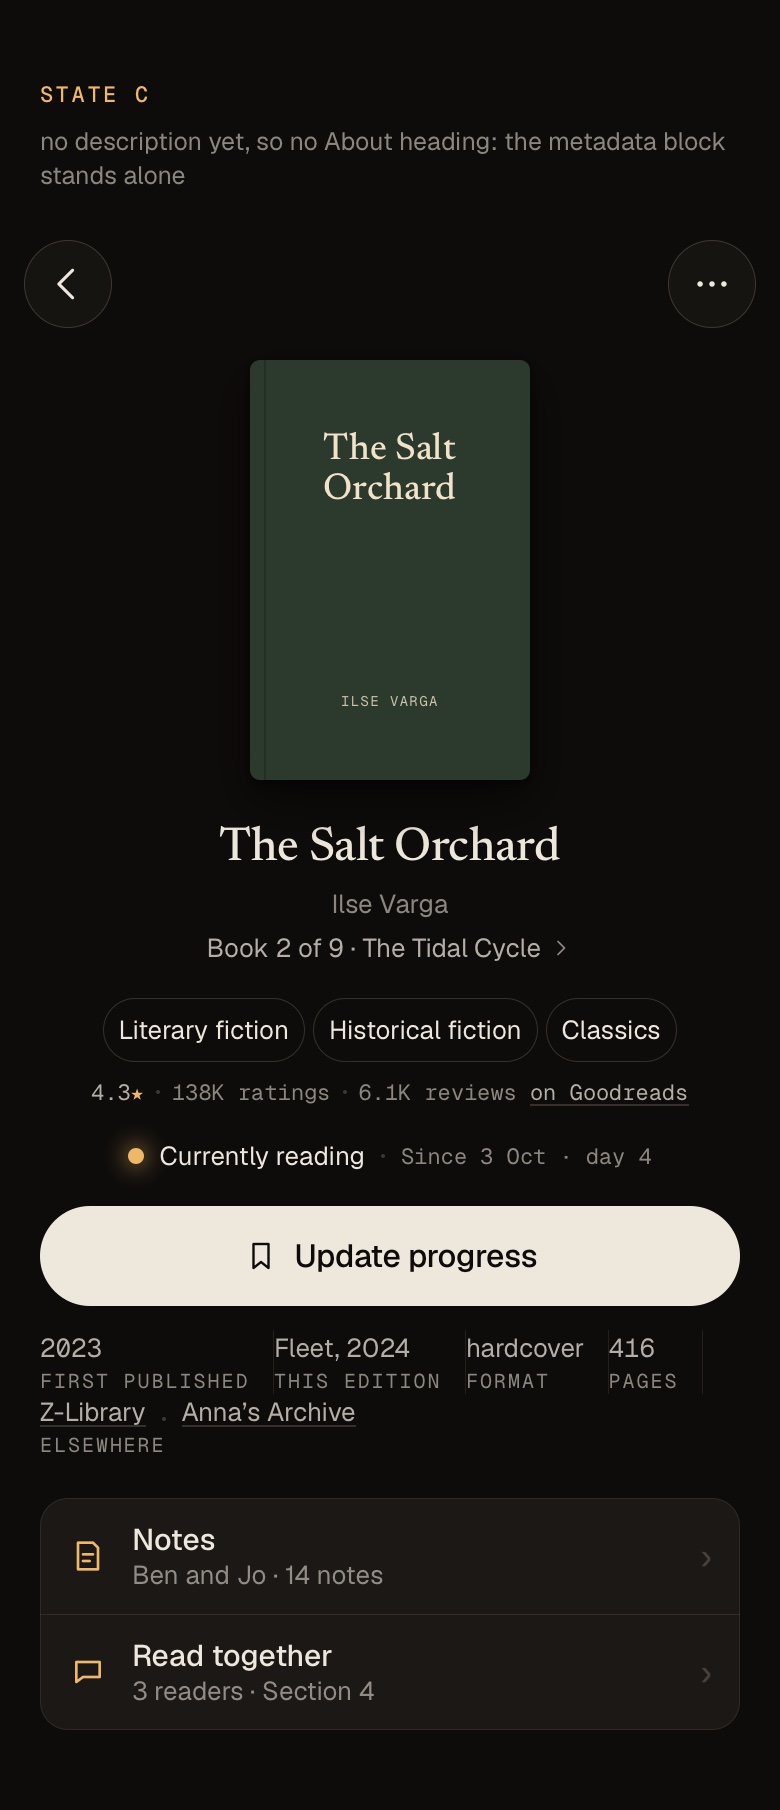 STATE C
no description yet, so no About heading: the metadata block
stands alone
The Salt
Orchard
ILSE VARGA
The Salt Orchard
Ilse Varga
Book 2 of 9 · The Tidal Cycle
Literary fiction Historical fiction Classics
4.3★ · 138K ratings · 6.1K reviews on Goodreads
Currently reading · Since 3 Oct · day 4
Update progress
2023 Fleet, 2024 hardcover 416
FIRST PUBLISHED THIS EDITION FORMAT PAGES
Z-Library · Anna’s Archive
ELSEWHERE
Notes
Ben and Jo · 14 notes
Read together
3 readers · Section 4